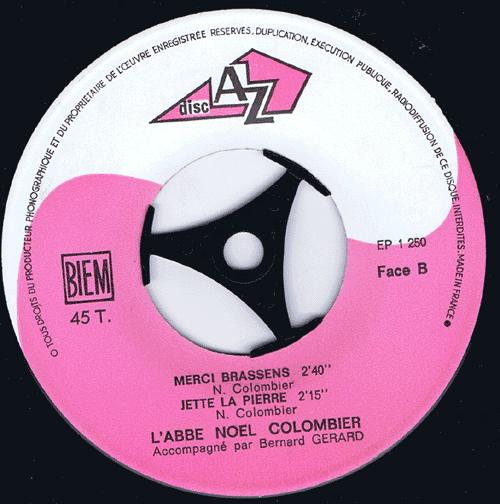 TOUS DROITS DU PRODUCTEUR PHONOGRAPHIQUE ET DU PROPRIÉTAIRE DE L'ŒUVRE ENREGISTRÉE RÉSERVÉS, DUPLICATION, EXÉCUTION PUBLIQUE, RADIODIFFUSION DE CE DISQUE INTERDITES. MADE IN FRANCE
disc AZ
BIEM
45 T.
EP 1 250
Face B
MERCI BRASSENS 2'40''
N. Colombier
JETTE LA PIERRE 2'15''
N. Colombier
L'ABBE NOEL COLOMBIER
Accompagné par Bernard GERARD